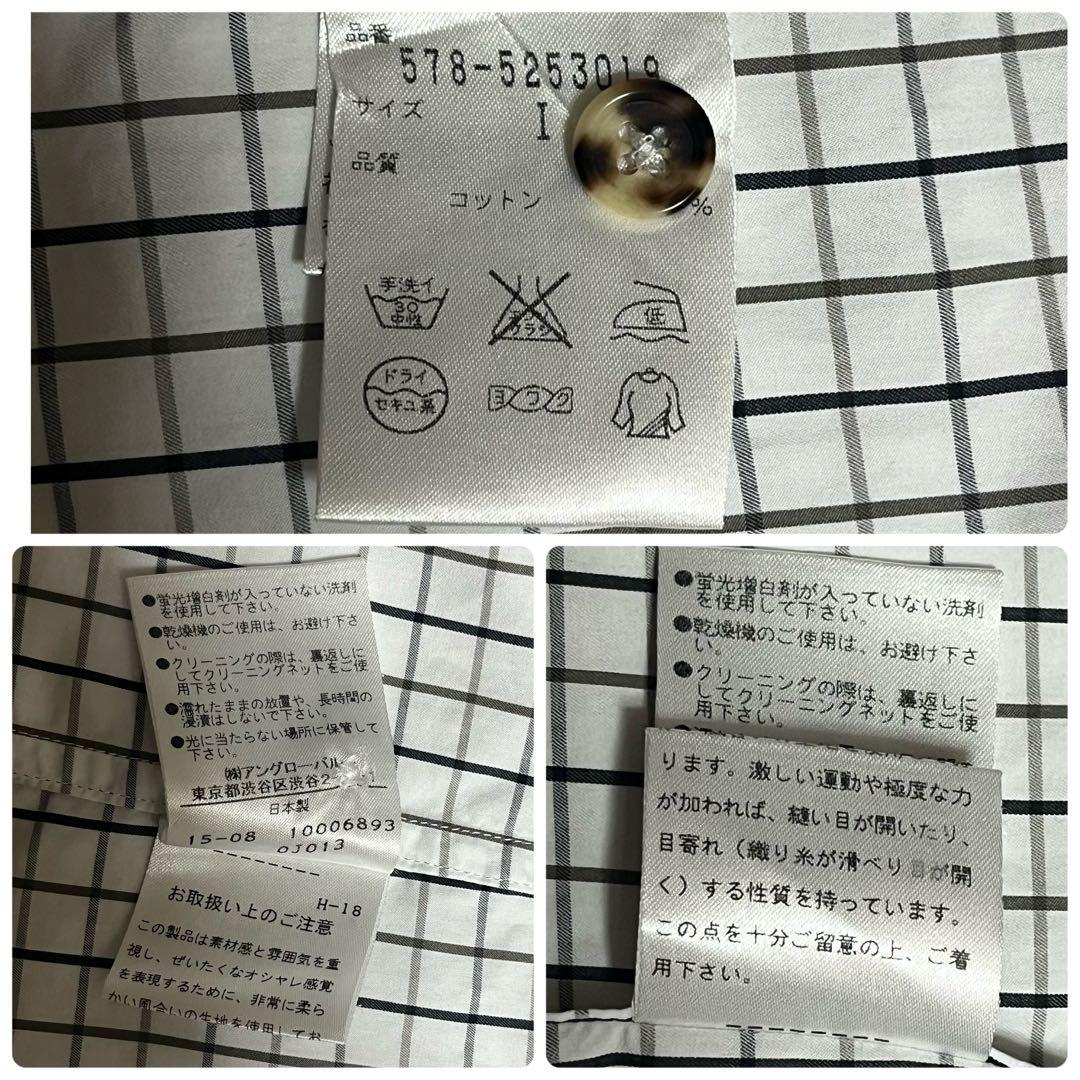 品番
578-5253019
サイズ
I
品質
コットン %
手洗イ
30
中性
低
ドライ
セキユ系
ヨワク
●蛍光増白剤が入っていない洗剤
を使用して下さい。
●乾燥機のご使用は、お避け下さ
い。
●クリーニングの際は、裏返しに
してクリーニングネットをご使
用下さい。
●濡れたままの放置や、長時間の
浸漬はしないで下さい。
●光に当たらない場所に保管して
下さい。
㈱アングローバル
東京都渋谷区渋谷2
日本製
15-08 10006893
0J013
H-18
お取扱い上のご注意
この製品は素材感と雰囲気を重
視し、ぜいたくなオシャレ感覚
を表現するために、非常に柔ら
かい風合いの生地を使用してお
●蛍光増白剤が入っていない洗剤
を使用して下さい。
●乾燥機のご使用は、お避け下さ
い。
●クリーニングの際は、裏返しに
してクリーニングネットをご使
用下さい。
ります。激しい運動や極度な力
が加われば、縫い目が開いたり、
目寄れ（織り糸が滑べり目が開
く）する性質を持っています。
この点を十分ご留意の上、ご着
用下さい。